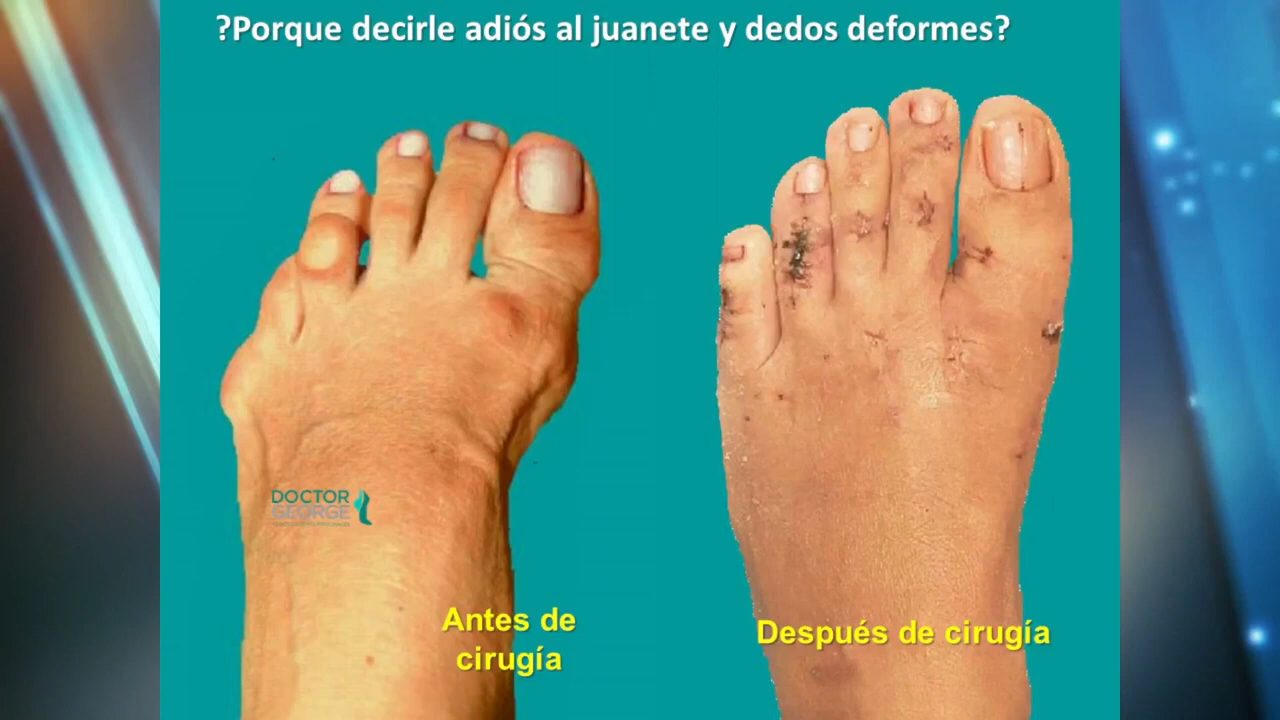 ?Porque decirle adiós al juanete y dedos deformes?
DOCTOR
GEORGE
Antes de
cirugía
Después de cirugía